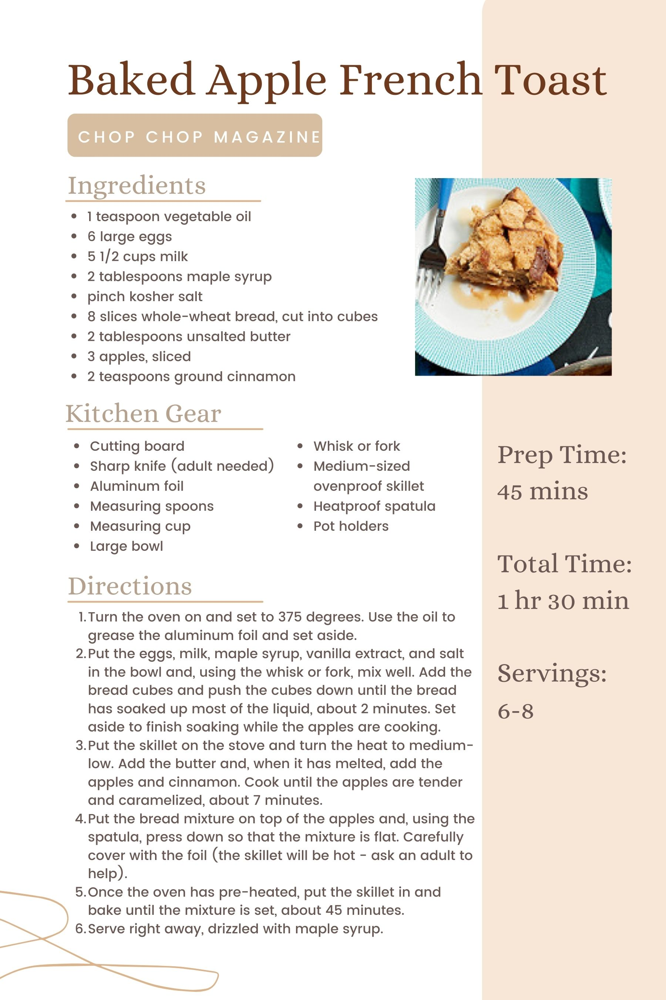 Baked Apple French Toast
CHOP CHOP MAGAZINE
Ingredients
• 1 teaspoon vegetable oil
• 6 large eggs
• 5 1/2 cups milk
• 2 tablespoons maple syrup
• pinch kosher salt
• 8 slices whole-wheat bread, cut into cubes
• 2 tablespoons unsalted butter
• 3 apples, sliced
• 2 teaspoons ground cinnamon
Kitchen Gear
• Cutting board
• Sharp knife (adult needed)
• Aluminum foil
• Measuring spoons
• Measuring cup
• Large bowl
• Whisk or fork
• Medium-sized
ovenproof skillet
• Heatproof spatula
• Pot holders
Directions
1. Turn the oven on and set to 375 degrees. Use the oil to
grease the aluminum foil and set aside.
2. Put the eggs, milk, maple syrup, vanilla extract, and salt
in the bowl and, using the whisk or fork, mix well. Add the
bread cubes and push the cubes down until the bread
has soaked up most of the liquid, about 2 minutes. Set
aside to finish soaking while the apples are cooking.
3. Put the skillet on the stove and turn the heat to medium-
low. Add the butter and, when it has melted, add the
apples and cinnamon. Cook until the apples are tender
and caramelized, about 7 minutes.
4. Put the bread mixture on top of the apples and, using the
spatula, press down so that the mixture is flat. Carefully
cover with the foil (the skillet will be hot - ask an adult to
help).
5. Once the oven has pre-heated, put the skillet in and
bake until the mixture is set, about 45 minutes.
6. Serve right away, drizzled with maple syrup.
Prep Time:
45 mins
Total Time:
1 hr 30 min
Servings:
6-8